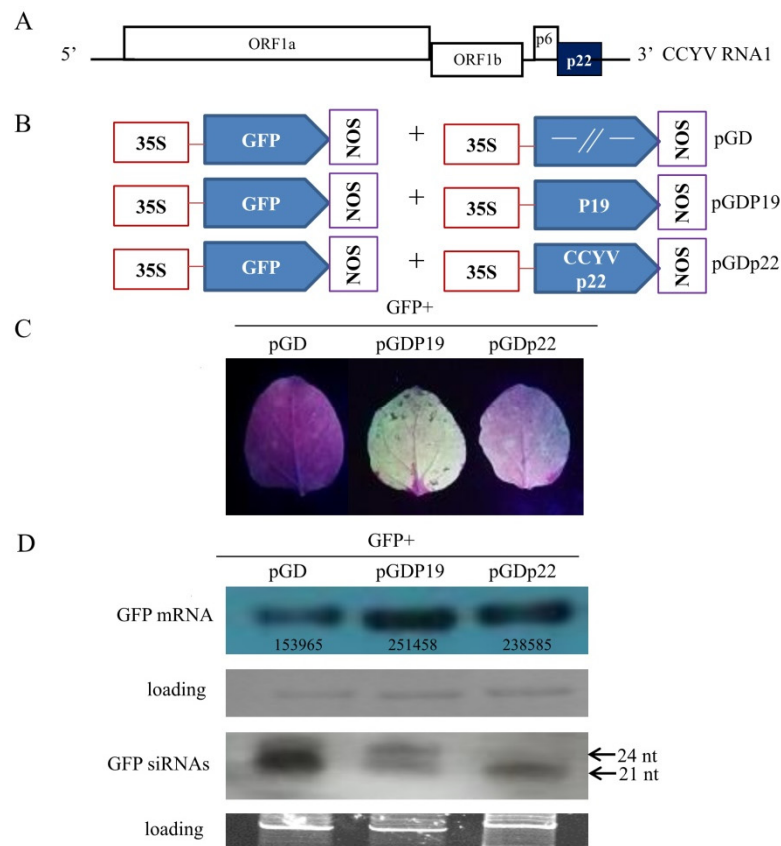 A
5’ ORF1a ORF1b p6 p22 3’ CCYV RNA1
B
35S GFP NOS + 35S NOS pGD
35S GFP NOS + 35S P19 NOS pGDP19
35S GFP NOS + 35S CCYV p22 NOS pGDp22
C
GFP+
pGD pGDP19 pGDp22
D
GFP+
pGD pGDP19 pGDp22
GFP mRNA
153965 251458 238585
loading
GFP siRNAs
24 nt
21 nt
loading